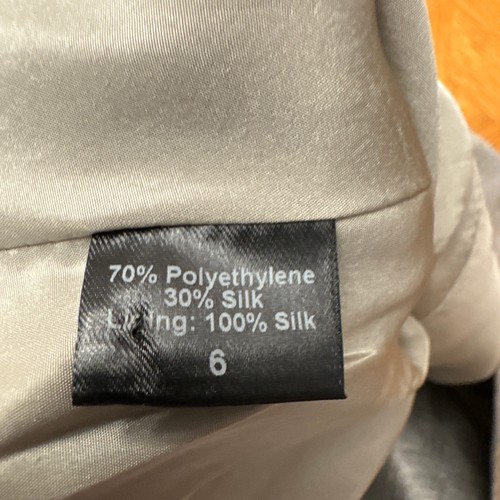 70% Polyethylene
30% Silk
Lining: 100% Silk
6